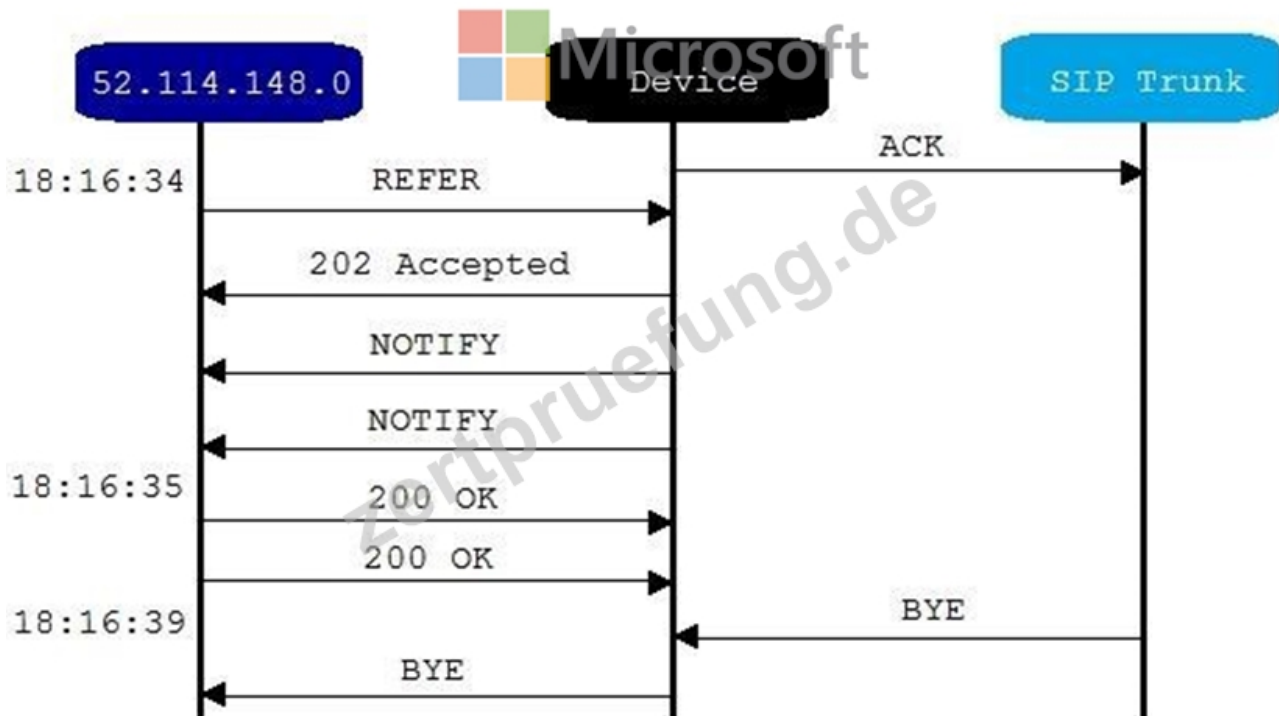 Microsoft
52.114.148.0
Device
SIP Trunk
ACK
18:16:34
REFER
202 Accepted
NOTIFY
NOTIFY
18:16:35
200 OK
200 OK
18:16:39
BYE
BYE
zertpruefung.de